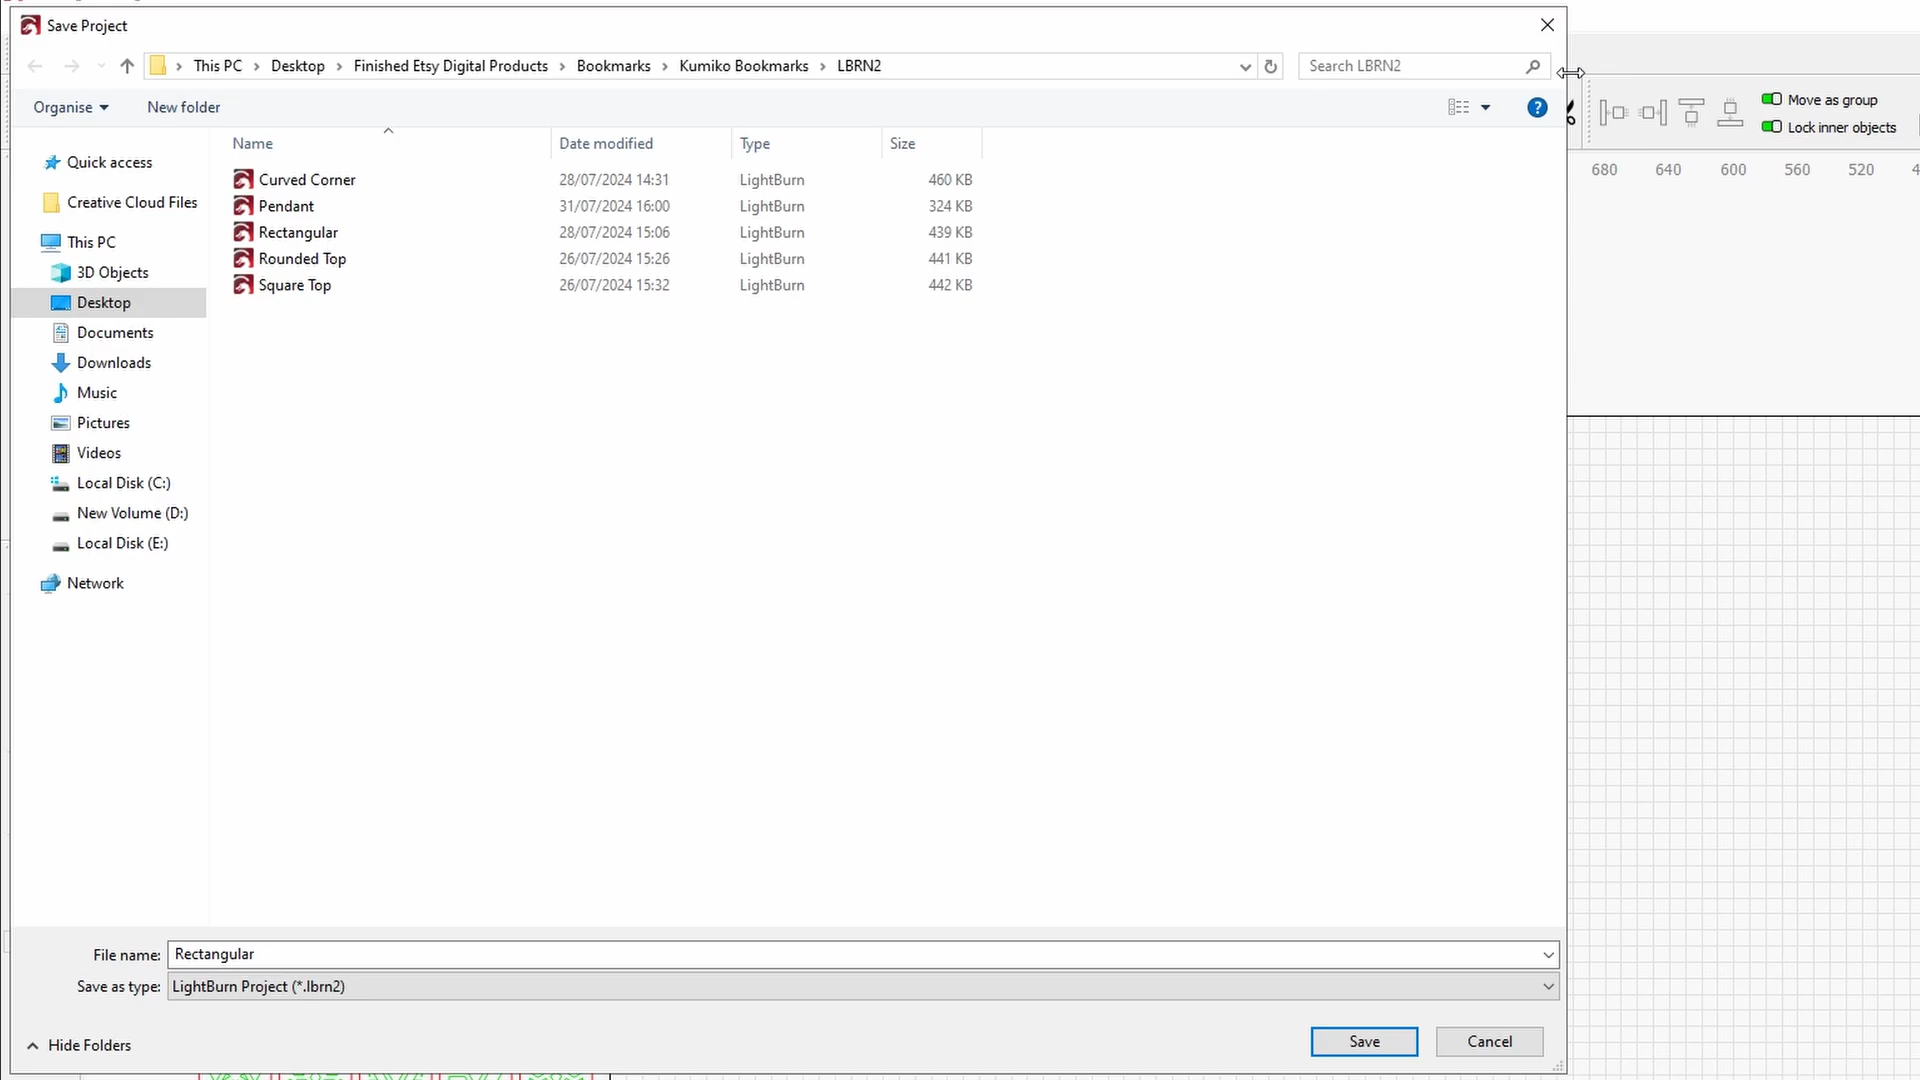 Save Project
This PC
Desktop
Finished Etsy Digital Products
Bookmarks
Kumiko Bookmarks
LBRN2
Search LBRN2
Organise
New folder
Move as group
Lock inner objects
680 640 600 560 520 4
Name Date modified Type Size
Curved Corner 28/07/2024 14:31 LightBurn 460 KB
Pendant 31/07/2024 16:00 LightBurn 324 KB
Rectangular 28/07/2024 15:06 LightBurn 439 KB
Rounded Top 26/07/2024 15:26 LightBurn 441 KB
Square Top 26/07/2024 15:32 LightBurn 442 KB
Quick access
Creative Cloud Files
This PC
3D Objects
Desktop
Documents
Downloads
Music
Pictures
Videos
Local Disk (C:)
New Volume (D:)
Local Disk (E:)
Network
File name: Rectangular
Save as type: LightBurn Project (*.lbrn2)
Hide Folders
Save
Cancel